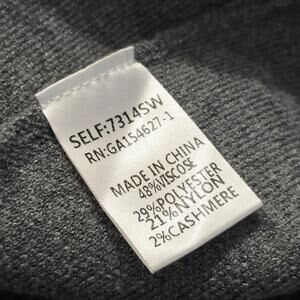 SELF:7314SW
RN:GA154627-1
MADE IN CHINA
48%VISCOSE
29%POLYESTER
21%NYLON
2%CASHMERE